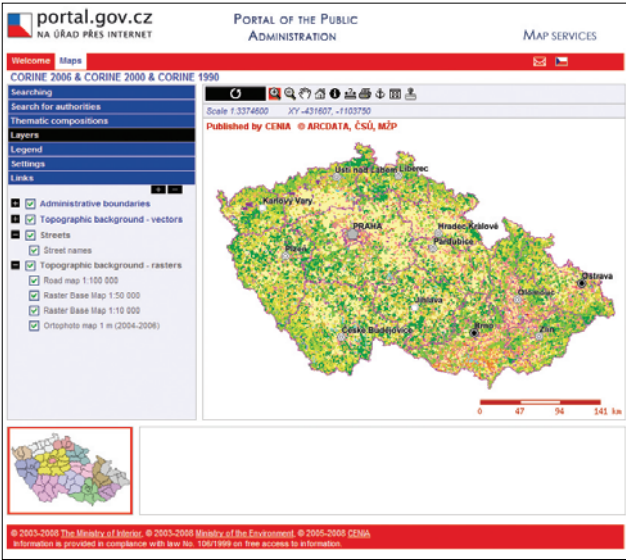 portal.gov.cz
NA ÚŘAD PŘES INTERNET
PORTAL OF THE PUBLIC
ADMINISTRATION
MAP SERVICES
Welcome Maps
CORINE 2006 & CORINE 2000 & CORINE 1990
Searching
Search for authorities
Thematic compositions
Layers
Legend
Settings
Links
Administrative boundaries
Topographic background - vectors
Streets
Street names
Topographic background - rasters
Road map 1:100 000
Raster Base Map 1:50 000
Raster Base Map 1:10 000
Ortophoto map 1 m (2004-2006)
Scale 1:3374600 XY -431607, -1103750
Published by CENIA © ARCDATA, ČSÚ, MŽP
Ústí nad Labem Liberec
Karlovy Vary
PRAHA
Hradec Králové
Pardubice
Plzeň
Ostrava
Olomouc
Jihlava
České Budějovice
Brno
Zlín
0 47 94 141 km
© 2003-2008 The Ministry of Interior, © 2003-2008 Ministry of the Environment, © 2005-2008 CENIA
Information is provided in compliance with law No. 106/1999 on free access to information.